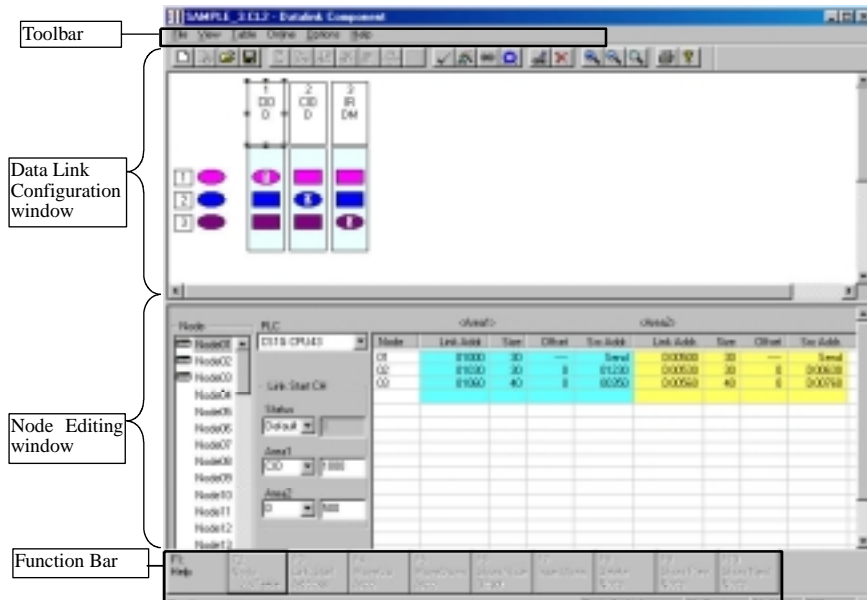 SAMPLE_3.CL2 - Datalink Component
Toolbar
File View Table Online Options Help
1 2 3
CIO CIO IR
D D DM
Data Link
Configuration
window
1
2
3
Node PLC <Area1> <Area2>
Node01 CS1G-CPU43 Node Link Addr. Size Offset Src Addr. Link Addr. Size Offset Src Addr.
Node02 01 01000 30 --- Send D00500 30 --- Send
Node03 02 01030 30 0 01230 D00530 30 0 D00630
Node04 03 01060 40 0 00350 D00560 40 0 D00760
Link Start CH
Node05 Status
Node06 Default
Node Editing
window
Node07 Area1
Node08 CIO 1000
Node09
Node10 Area2
Node11 D 500
Node12
Node13
Function Bar
F1:
Help